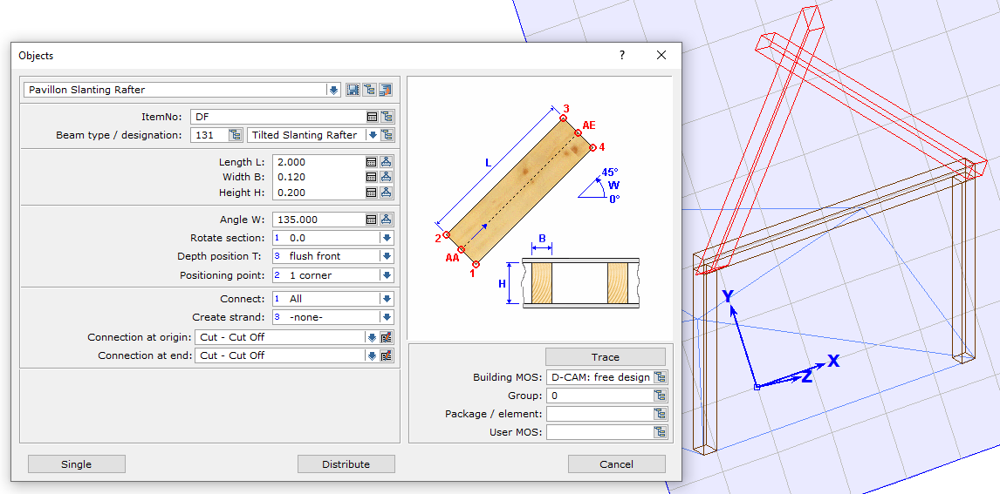 Objects
?
Pavillon Slanting Rafter
ItemNo: DF
Beam type / designation: 131 Tilted Slanting Rafter
Length L: 2.000
Width B: 0.120
Height H: 0.200
Angle W: 135.000
Rotate section: 1 0.0
Depth position T: 3 flush front
Positioning point: 2 1 corner
Connect: 1 All
Create strand: 3 -none-
Connection at origin: Cut - Cut Off
Connection at end: Cut - Cut Off
3
AE
4
L
45°
W
0°
2
AA
1
B
H
Trace
Building MOS: D-CAM: free design
Group: 0
Package / element:
User MOS:
Single Distribute Cancel
Y
X
Z